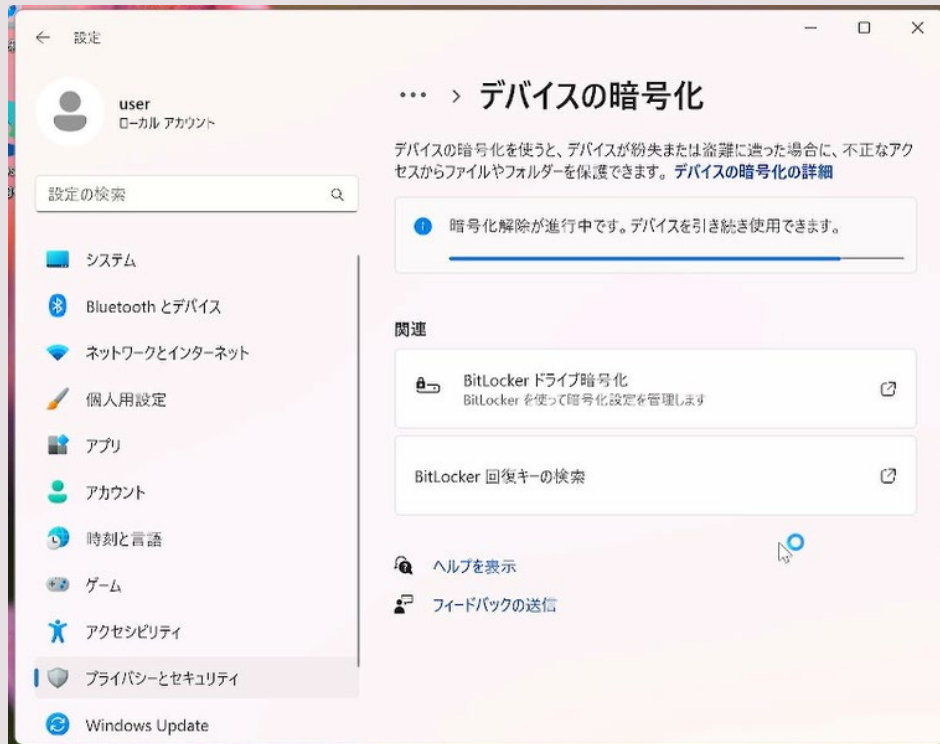 設定
user
ローカル アカウント
設定の検索
システム
Bluetooth とデバイス
ネットワークとインターネット
個人用設定
アプリ
アカウント
時刻と言語
ゲーム
アクセシビリティ
プライバシーとセキュリティ
Windows Update
… › デバイスの暗号化
デバイスの暗号化を使うと、デバイスが紛失または盗難に遭った場合に、不正なアク
セスからファイルやフォルダーを保護できます。デバイスの暗号化の詳細
暗号化解除が進行中です。デバイスを引き続き使用できます。
関連
BitLocker ドライブ暗号化
BitLocker を使って暗号化設定を管理します
BitLocker 回復キーの検索
ヘルプを表示
フィードバックの送信